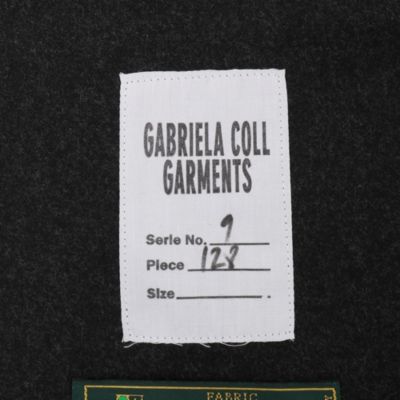 GABRIELA COLL
GARMENTS
Serie No. 9
Piece 128
Size
FABRIC